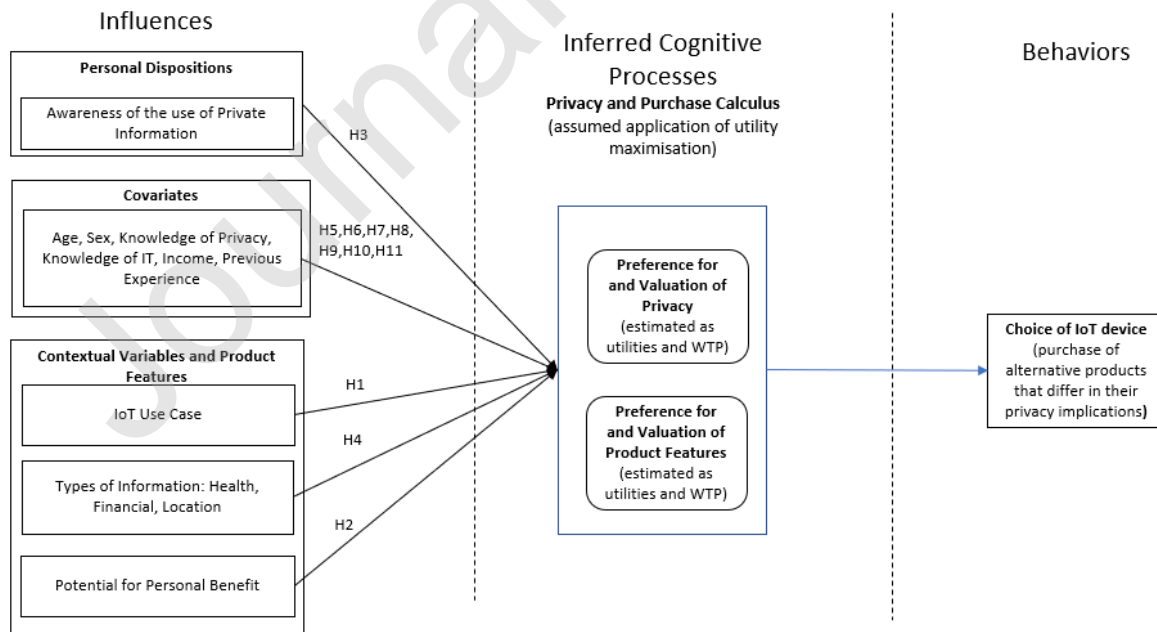 Influences
Personal Dispositions
Awareness of the use of Private
Information
Covariates
Age, Sex, Knowledge of Privacy,
Knowledge of IT, Income, Previous
Experience
Contextual Variables and Product
Features
IoT Use Case
Types of Information: Health,
Financial, Location
Potential for Personal Benefit
H3
H5,H6,H7,H8,
H9,H10,H11
H1
H4
H2
Inferred Cognitive
Processes
Privacy and Purchase Calculus
(assumed application of utility
maximisation)
Preference for
and Valuation of
Privacy
(estimated as
utilities and WTP)
Preference for
and Valuation of
Product Features
(estimated as
utilities and WTP)
Behaviors
Choice of IoT device
(purchase of
alternative products
that differ in their
privacy implications)
Journal